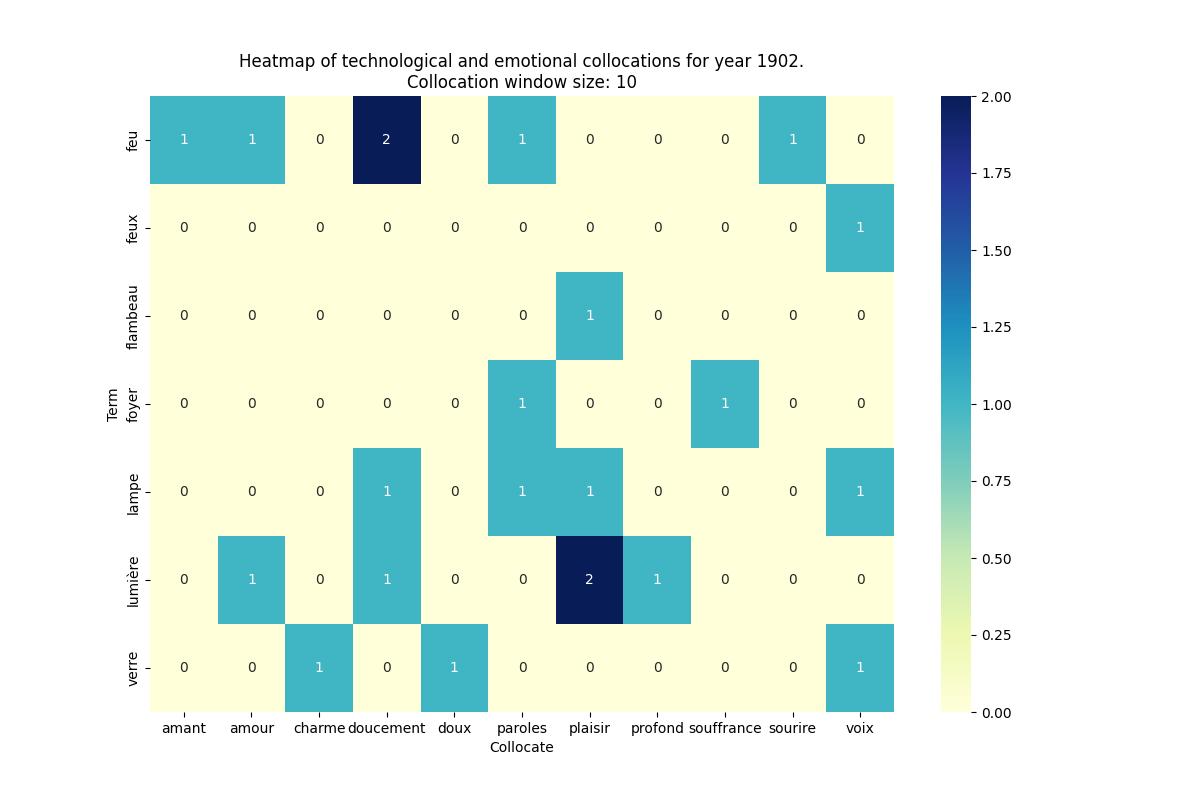 Heatmap of technological and emotional collocations for year 1902.
Collocation window size: 10
feu 1 1 0 2 0 1 0 0 0 1 0
feux 0 0 0 0 0 0 0 0 0 0 1
flambeau 0 0 0 0 0 0 1 0 0 0 0
Term
foyer 0 0 0 0 0 1 0 0 1 0 0
lampe 0 0 0 1 0 1 1 0 0 0 1
lumière 0 1 0 1 0 0 2 1 0 0 0
verre 0 0 1 0 1 0 0 0 0 0 1
amant amour charme doucement doux paroles plaisir profond souffrance sourire voix
Collocate
2.00
1.75
1.50
1.25
1.00
0.75
0.50
0.25
0.00